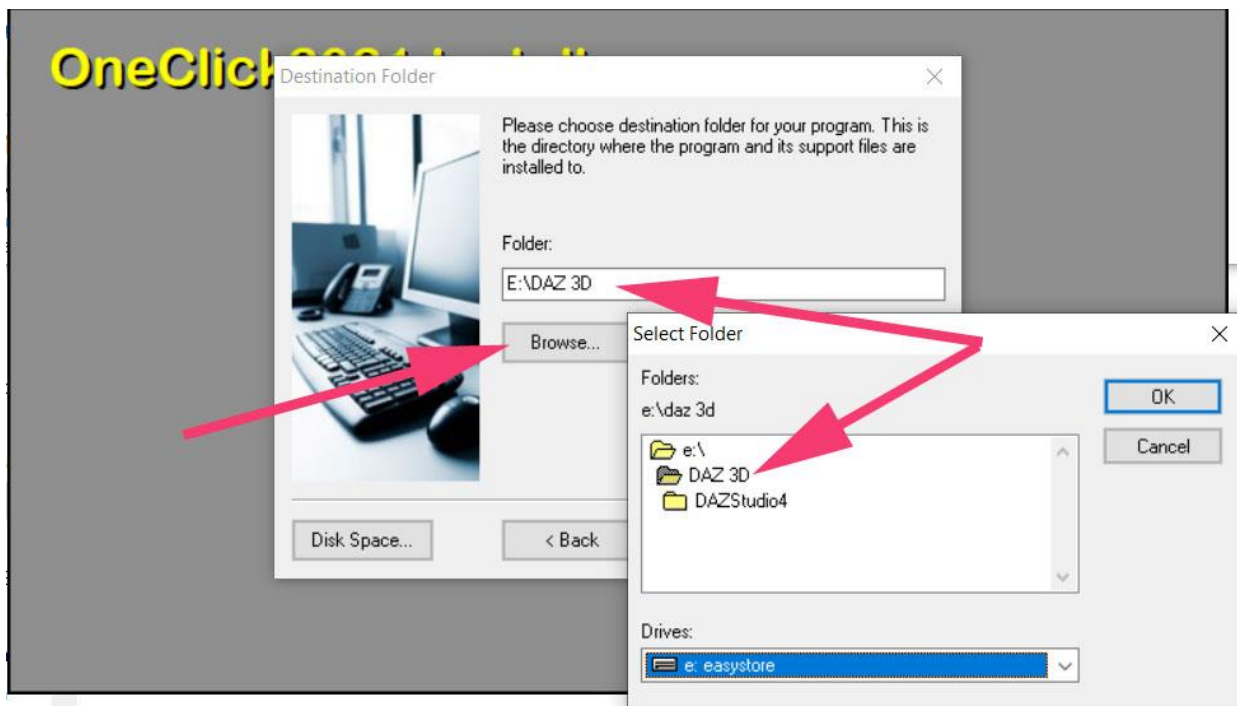 OneClick
Destination Folder
Please choose destination folder for your program. This is
the directory where the program and its support files are
installed to.
Folder:
E:\DAZ 3D
Browse...
Disk Space...
< Back
Select Folder
Folders:
e:\daz 3d
e:\
DAZ 3D
DAZStudio4
OK
Cancel
Drives:
e: easystore